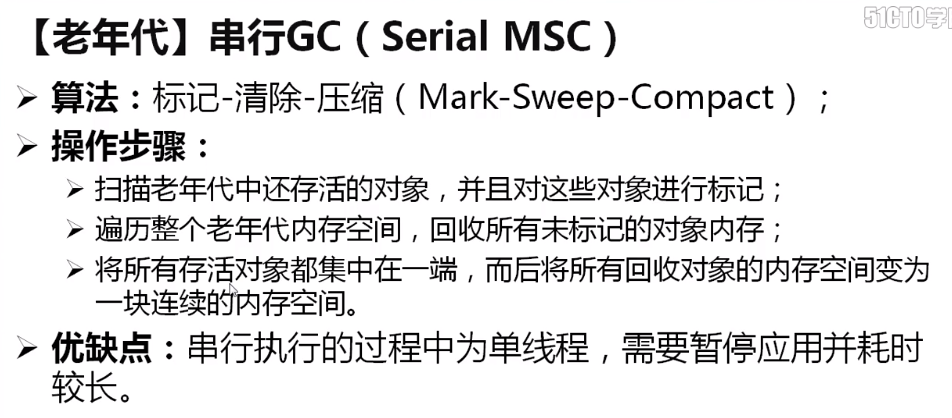 51CTO学
【老年代】串行GC（Serial MSC）
➢ 算法：标记-清除-压缩（Mark-Sweep-Compact）；
➢ 操作步骤：
➢ 扫描老年代中还存活的对象，并且对这些对象进行标记；
➢ 遍历整个老年代内存空间，回收所有未标记的对象内存；
➢ 将所有存活对象都集中在一端，而后将所有回收对象的内存空间变为
一块连续的内存空间。
➢ 优缺点：串行执行的过程中为单线程，需要暂停应用并耗时
较长。